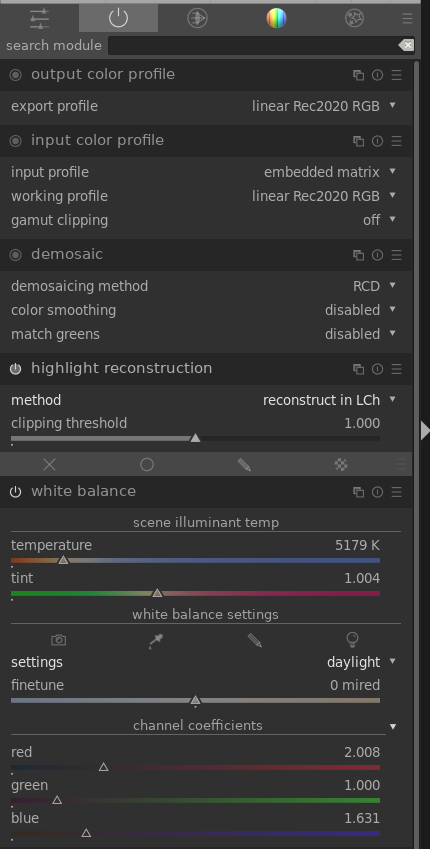 search module
output color profile
export profile linear Rec2020 RGB
input color profile
input profile embedded matrix
working profile linear Rec2020 RGB
gamut clipping off
demosaic
demosaicing method RCD
color smoothing disabled
match greens disabled
highlight reconstruction
method reconstruct in LCh
clipping threshold 1.000
white balance
scene illuminant temp
temperature 5179 K
tint 1.004
white balance settings
settings daylight
finetune 0 mired
channel coefficients
red 2.008
green 1.000
blue 1.631